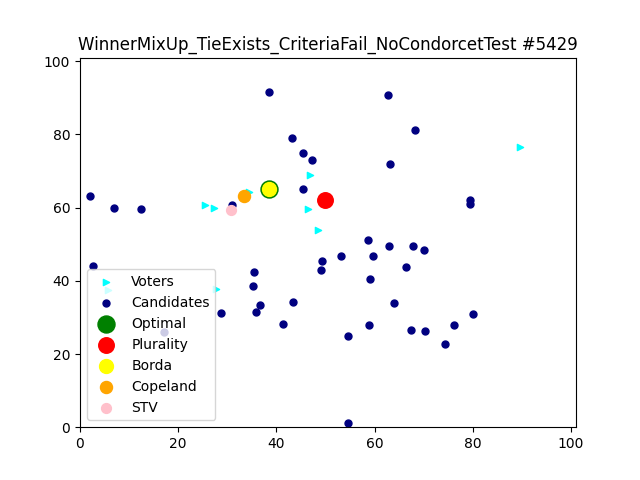 WinnerMixUp_TieExists_CriteriaFail_NoCondorcetTest #5429
100
80
60
40
20
0
Voters
Candidates
Optimal
Plurality
Borda
Copeland
STV
0 20 40 60 80 100